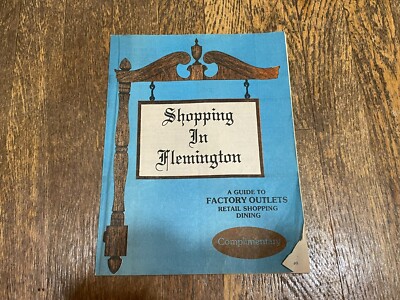 Shopping
In
Flemington
A GUIDE TO
FACTORY OUTLETS
RETAIL SHOPPING
DINING
Complimentary